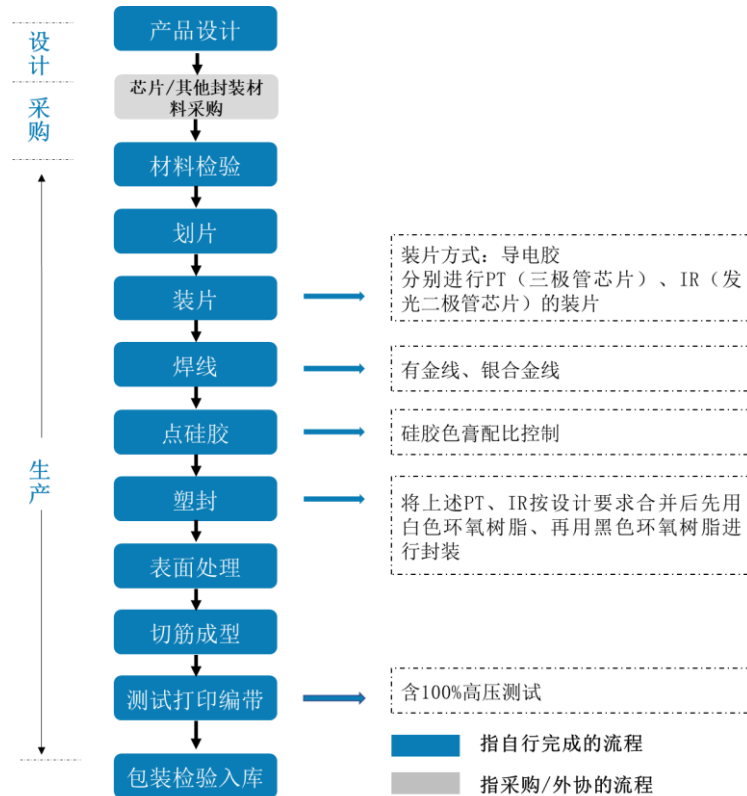 设计
采购
生产
产品设计
芯片/其他封装材
料采购
材料检验
划片
装片
装片方式：导电胶
分别进行PT（三极管芯片）、IR（发
光二极管芯片）的装片
焊线
有金线、银合金线
点硅胶
硅胶色膏配比控制
塑封
将上述PT、IR按设计要求合并后先用
白色环氧树脂、再用黑色环氧树脂进
行封装
表面处理
切筋成型
测试打印编带
含100%高压测试
包装检验入库
指自行完成的流程
指采购/外协的流程